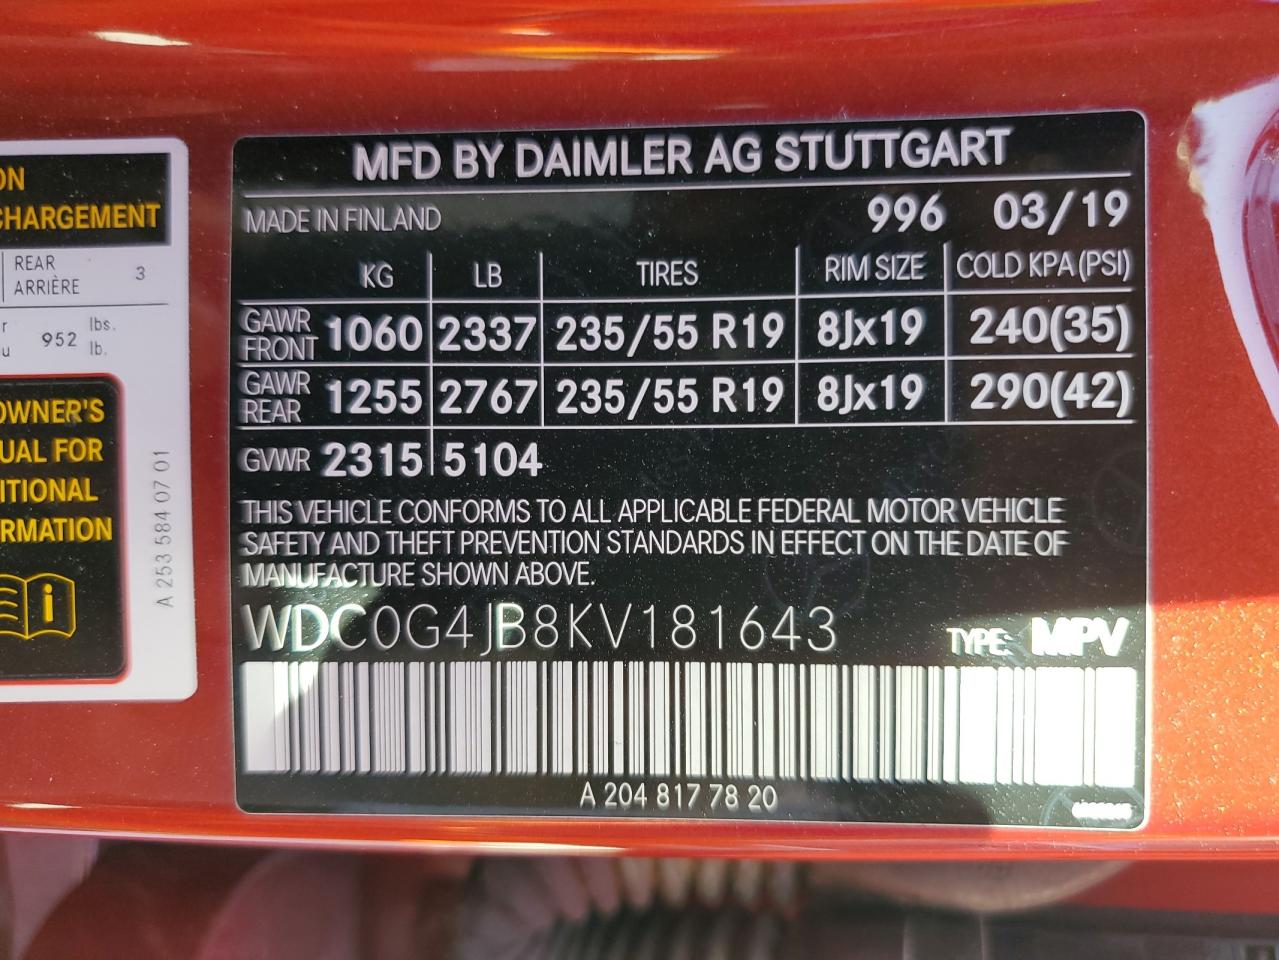 ON
CHARGEMENT
REAR
ARRIÈRE 3
r lbs.
u 952 lb.
OWNER'S
UAL FOR
ITIONAL
ORMATION
A 253 584 07 01
MFD BY DAIMLER AG STUTTGART
MADE IN FINLAND 996 03/19
KG LB TIRES RIM SIZE COLD KPA(PSI)
GAWR FRONT 1060 2337 235/55 R19 8Jx19 240(35)
GAWR REAR 1255 2767 235/55 R19 8Jx19 290(42)
GVWR 2315 5104
THIS VEHICLE CONFORMS TO ALL APPLICABLE FEDERAL MOTOR VEHICLE
SAFETY AND THEFT PREVENTION STANDARDS IN EFFECT ON THE DATE OF
MANUFACTURE SHOWN ABOVE.
WDC0G4JB8KV181643 TYPE: MPV
A 204 817 78 20